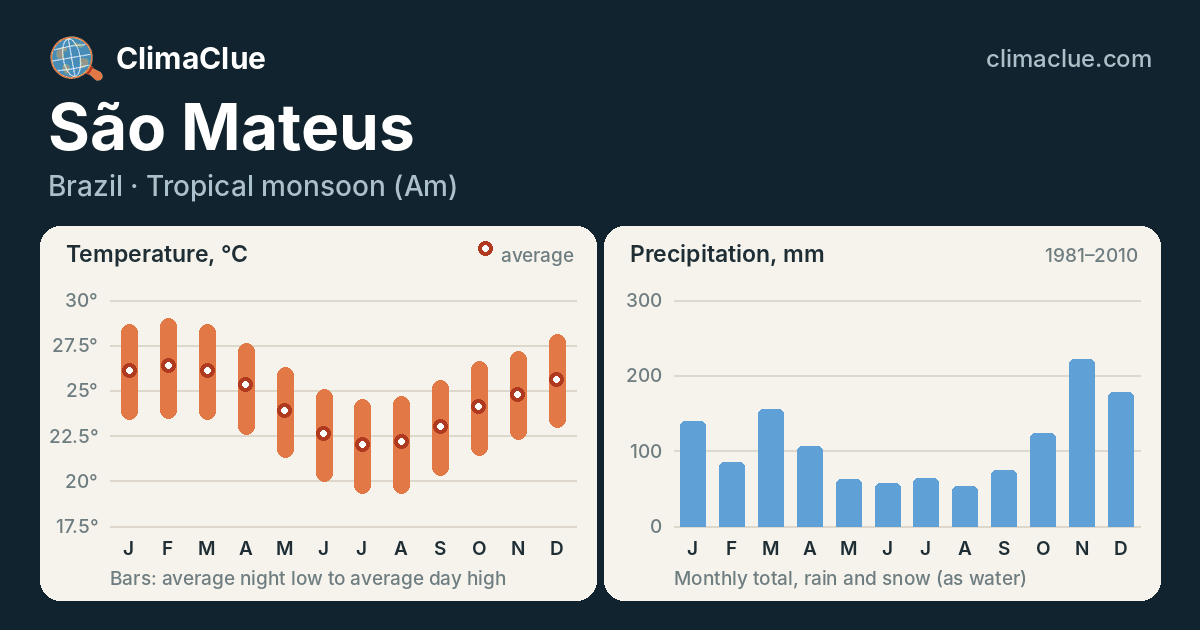 ClimaClue
climaclue.com
São Mateus
Brazil · Tropical monsoon (Am)
Temperature, °C
average
30°
27.5°
25°
22.5°
20°
17.5°
J F M A M J J A S O N D
Bars: average night low to average day high
Precipitation, mm
1981–2010
300
200
100
0
J F M A M J J A S O N D
Monthly total, rain and snow (as water)